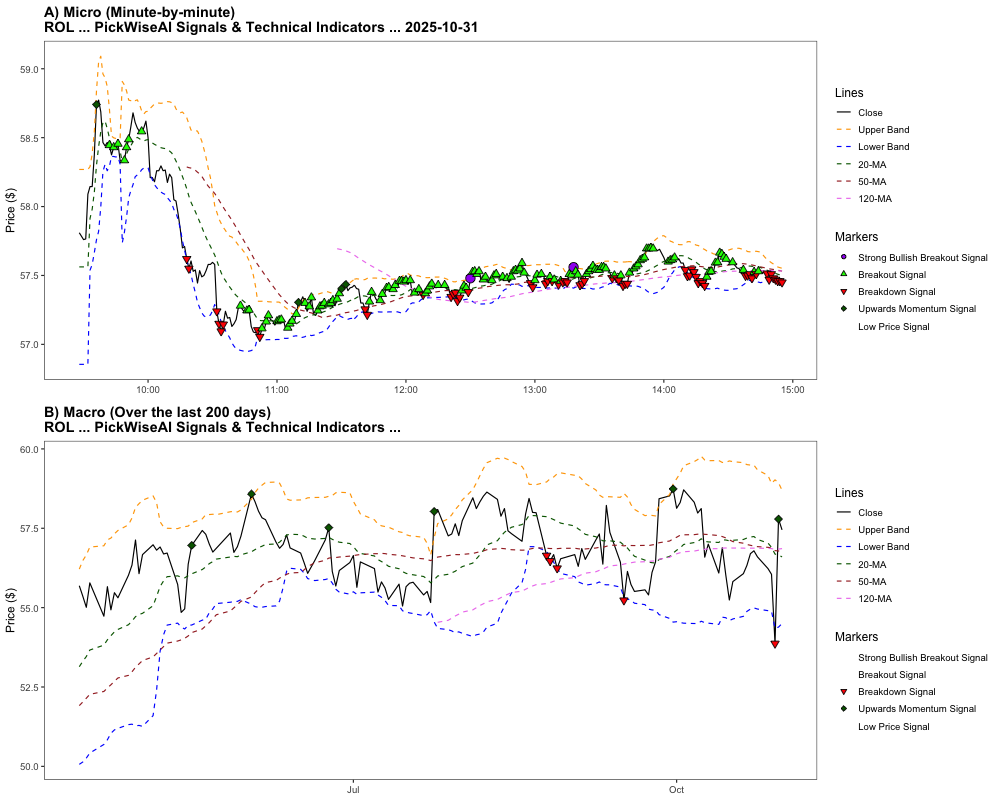 A) Micro (Minute-by-minute)
ROL ... PickWiseAI Signals & Technical Indicators ... 2025-10-31
Price ($)
59.0
58.5
58.0
57.5
57.0
10:00
11:00
12:00
13:00
14:00
15:00
Lines
Close
Upper Band
Lower Band
20-MA
50-MA
120-MA
Markers
Strong Bullish Breakout Signal
Breakout Signal
Breakdown Signal
Upwards Momentum Signal
Low Price Signal
B) Macro (Over the last 200 days)
ROL ... PickWiseAI Signals & Technical Indicators ...
Price ($)
60.0
57.5
55.0
52.5
50.0
Jul
Oct
Lines
Close
Upper Band
Lower Band
20-MA
50-MA
120-MA
Markers
Strong Bullish Breakout Signal
Breakout Signal
Breakdown Signal
Upwards Momentum Signal
Low Price Signal